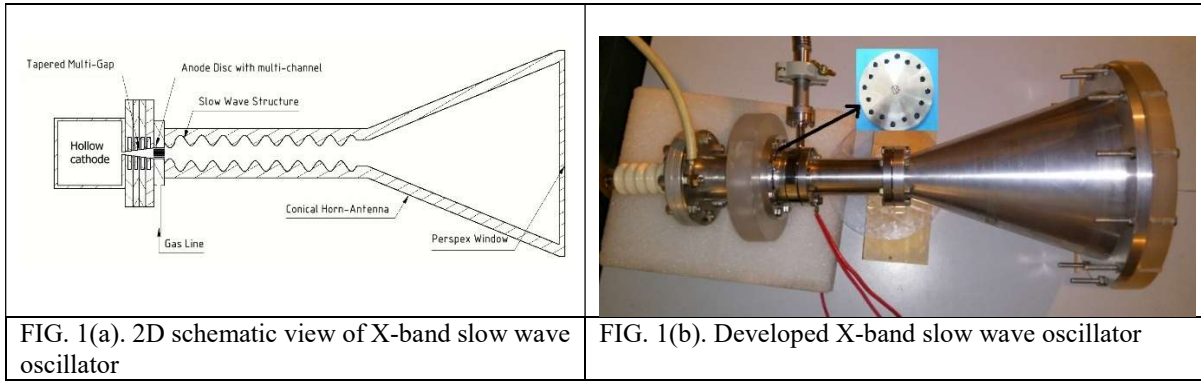 Tapered Multi-Gap
Anode Disc with multi-channel
Slow Wave Structure
Hollow
cathode
Conical Horn-Antenna
Gas Line
Perspex Window
FIG. 1(a). 2D schematic view of X-band slow wave
oscillator
FIG. 1(b). Developed X-band slow wave oscillator